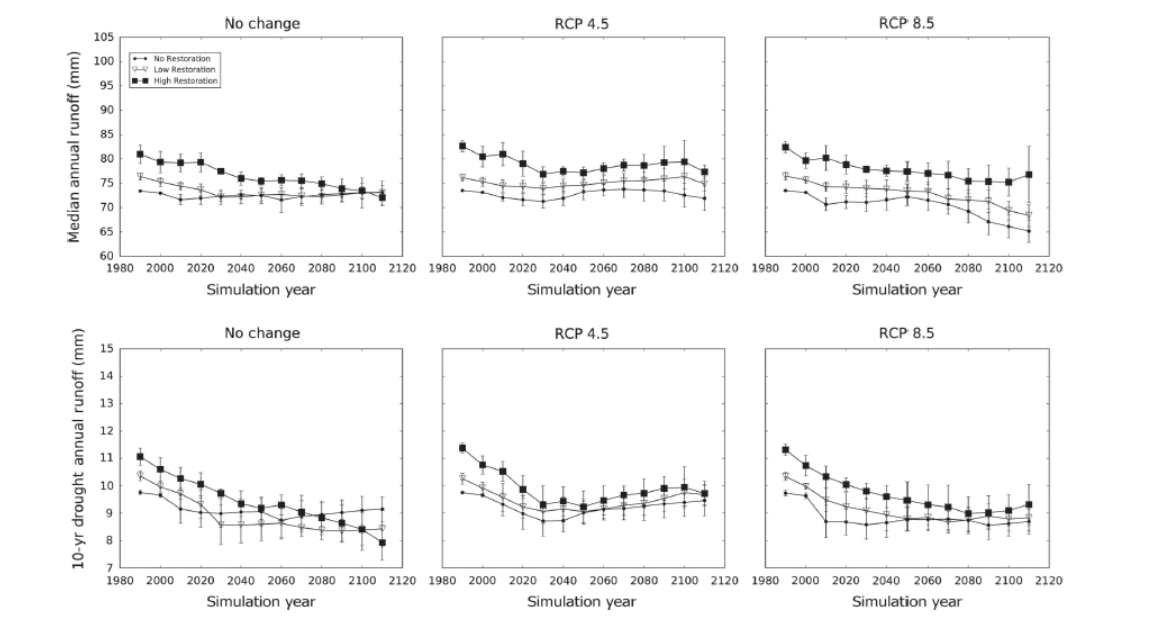 No change
RCP 4.5
RCP 8.5
Median annual runoff (mm)
105
100
95
90
85
80
75
70
65
60
No Restoration
Low Restoration
High Restoration
1980 2000 2020 2040 2060 2080 2100 2120
1980 2000 2020 2040 2060 2080 2100 2120
1980 2000 2020 2040 2060 2080 2100 2120
Simulation year
Simulation year
Simulation year
No change
RCP 4.5
RCP 8.5
10-yr drought annual runoff (mm)
15
14
13
12
11
10
9
8
7
1980 2000 2020 2040 2060 2080 2100 2120
1980 2000 2020 2040 2060 2080 2100 2120
1980 2000 2020 2040 2060 2080 2100 2120
Simulation year
Simulation year
Simulation year